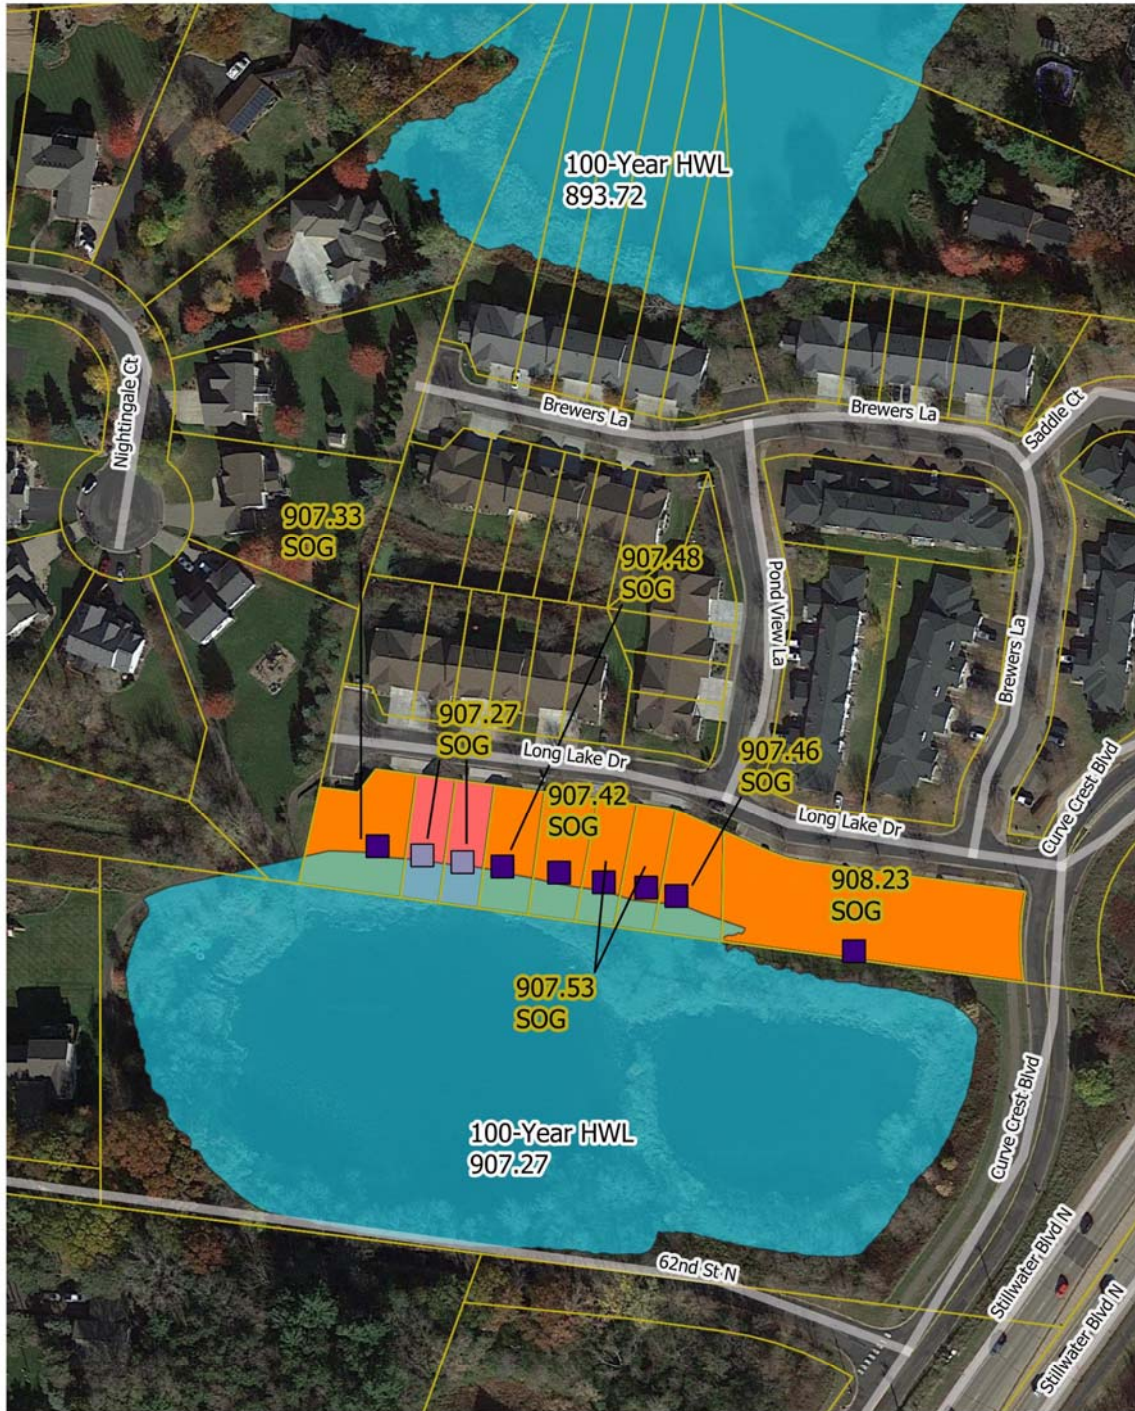 100-Year HWL
893.72
Brewers La
Brewers La
Saddle Ct
Nightingale Ct
907.33
SOG
907.48
SOG
Pond View La
Brewers La
907.27
SOG
Long Lake Dr
907.46
SOG
907.42
SOG
Long Lake Dr
Curve Crest Blvd
908.23
SOG
907.53
SOG
100-Year HWL
907.27
Curve Crest Blvd
62nd St N
Stillwater Blvd N
Stillwater Blvd N